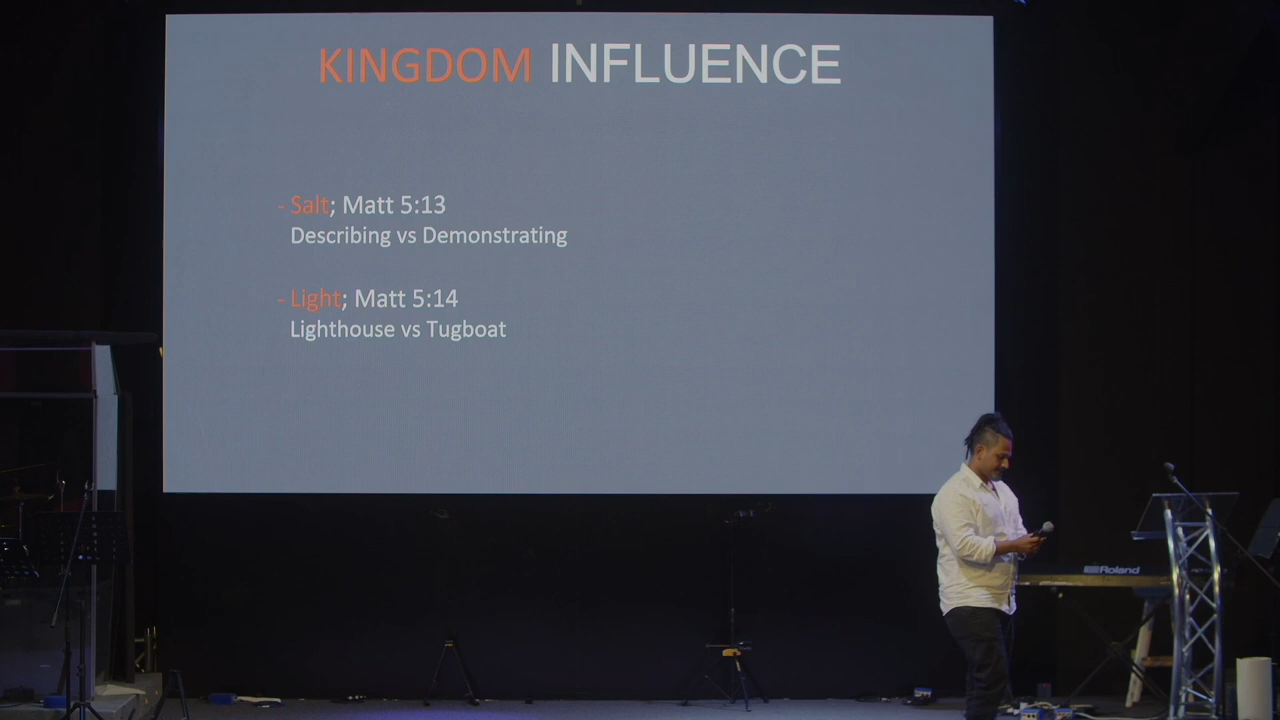 KINGDOM INFLUENCE
- Salt; Matt 5:13
Describing vs Demonstrating
- Light; Matt 5:14
Lighthouse vs Tugboat
Roland